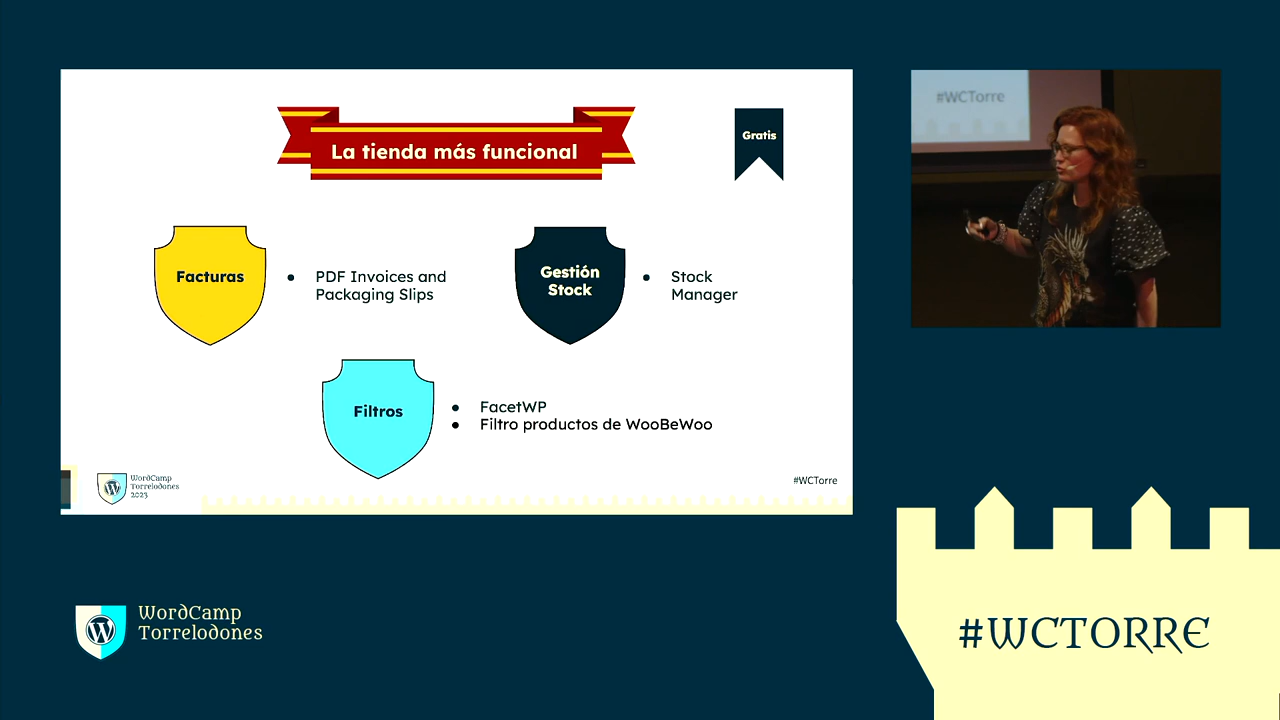 La tienda más funcional
Gratis
Facturas
PDF Invoices and
Packaging Slips
Gestión
Stock
Stock
Manager
Filtros
FacetWP
Filtro productos de WooBeWoo
WordCamp
Torrelodones
2023
#WCTorre
#WCTorre
WordCamp
Torrelodones
#WCTORRE